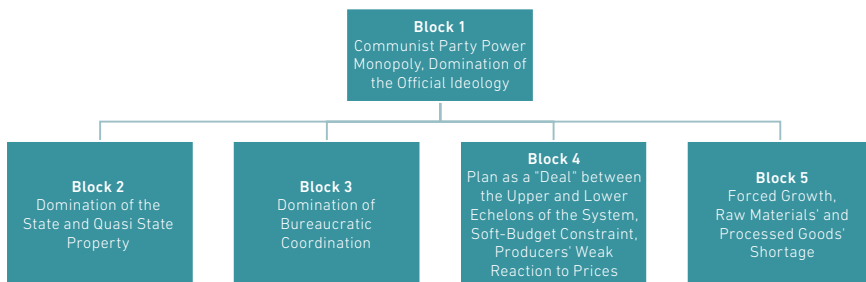 Block 1
Communist Party Power
Monopoly, Domination of
the Official Ideology
Block 2
Domination of the
State and Quasi State
Property
Block 3
Domination of
Bureaucratic
Coordination
Block 4
Plan as a "Deal" between
the Upper and Lower
Echelons of the System,
Soft-Budget Constraint,
Producers' Weak
Reaction to Prices
Block 5
Forced Growth,
Raw Materials’ and
Processed Goods’
Shortage